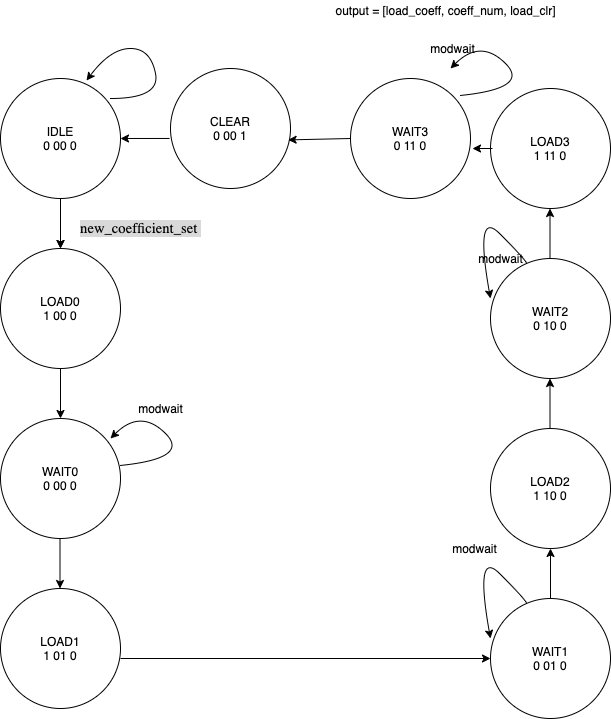 output = [load_coeff, coeff_num, load_clr]
modwait
IDLE
0 00 0
CLEAR
0 00 1
WAIT3
0 11 0
LOAD3
1 11 0
new_coefficient_set
modwait
LOAD0
1 00 0
WAIT2
0 10 0
modwait
WAIT0
0 00 0
LOAD2
1 10 0
modwait
LOAD1
1 01 0
WAIT1
0 01 0